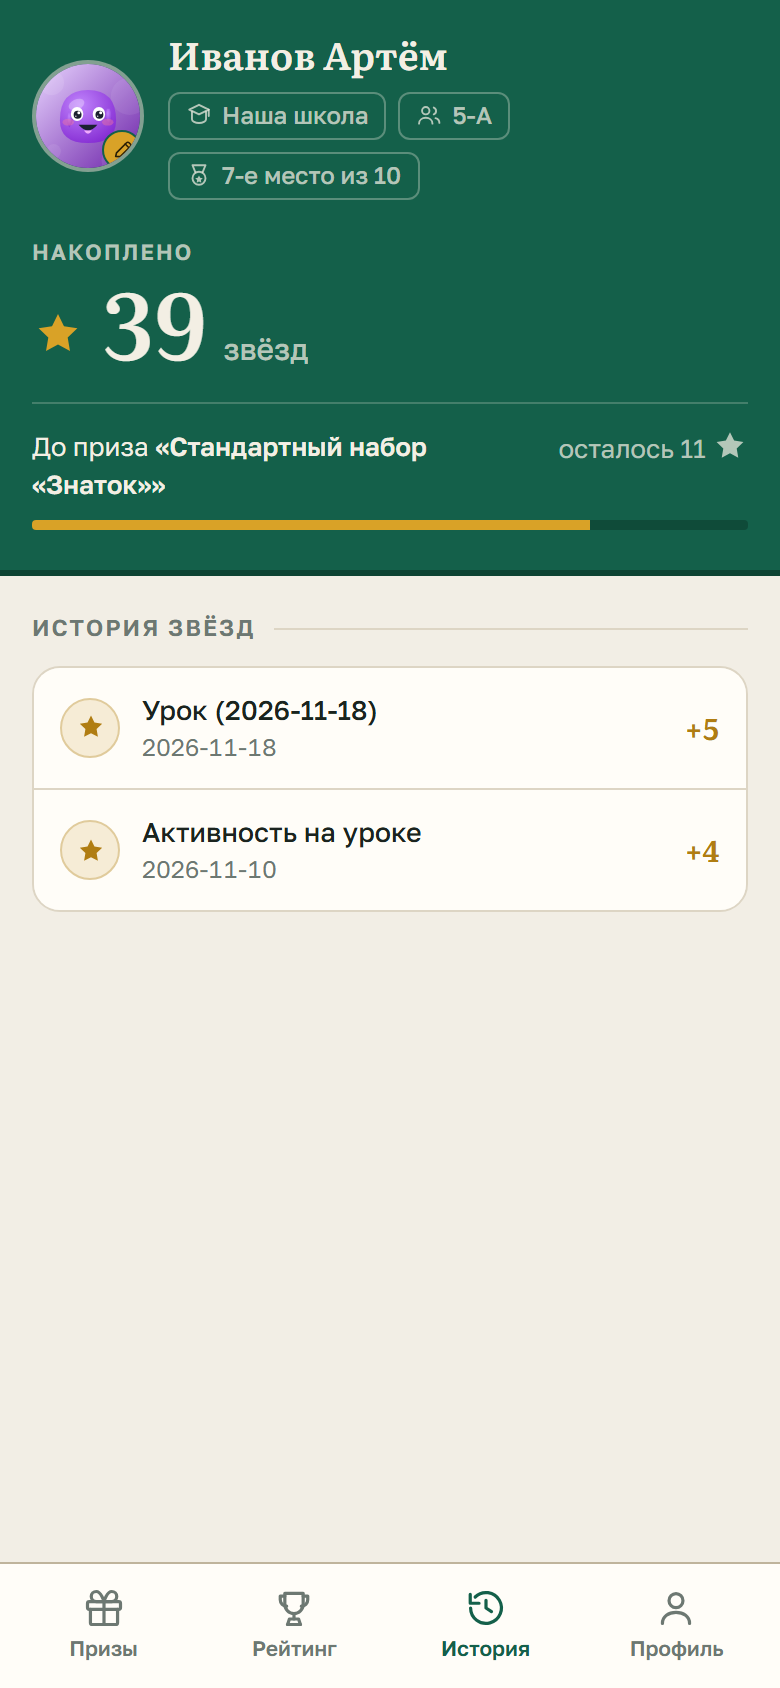 Иванов Артём
Наша школа
5-А
7-е место из 10
НАКОПЛЕНО
39 звёзд
До приза «Стандартный набор
«Знаток»»
осталось 11
ИСТОРИЯ ЗВЁЗД
Урок (2026-11-18)
2026-11-18
+5
Активность на уроке
2026-11-10
+4
Призы
Рейтинг
История
Профиль